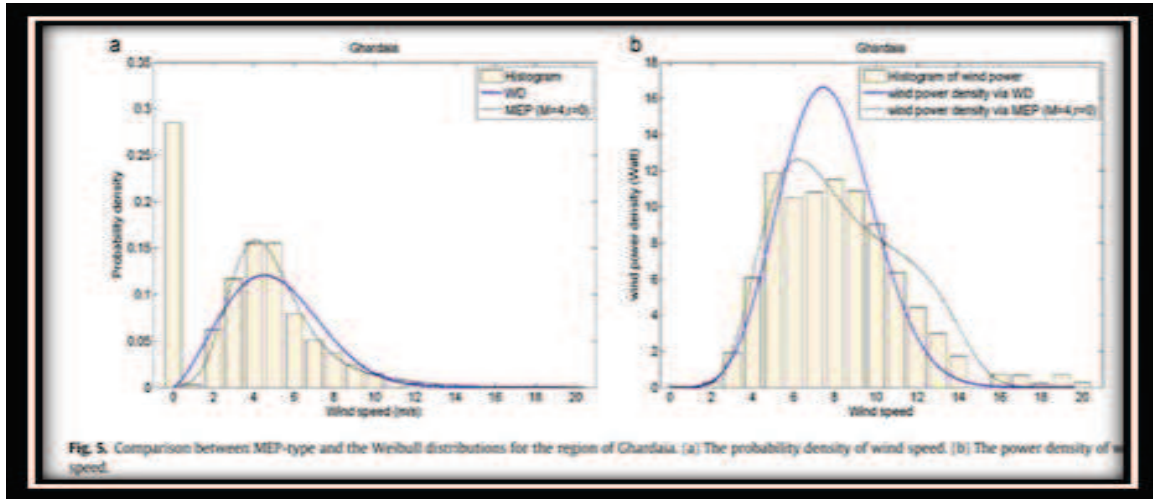 a
Ghardaia
0.35
0.3
0.25
0.2
0.15
0.1
0.05
0
Probability density
Histogram
WD
MEP (M=4,r=0)
0 2 4 6 8 10 12 14 16 18 20
Wind speed (m/s)
b
Ghardaia
18
16
14
12
10
8
6
4
2
0
wind power density (Watt)
Histogram of wind power
wind power density via WD
wind power density via MEP (M=4,r=0)
0 2 4 6 8 10 12 14 16 18 20
Wind speed
Fig. 5. Comparison between MEP-type and the Weibull distributions for the region of Ghardaia. (a) The probability density of wind speed. (b) The power density of w
speed.